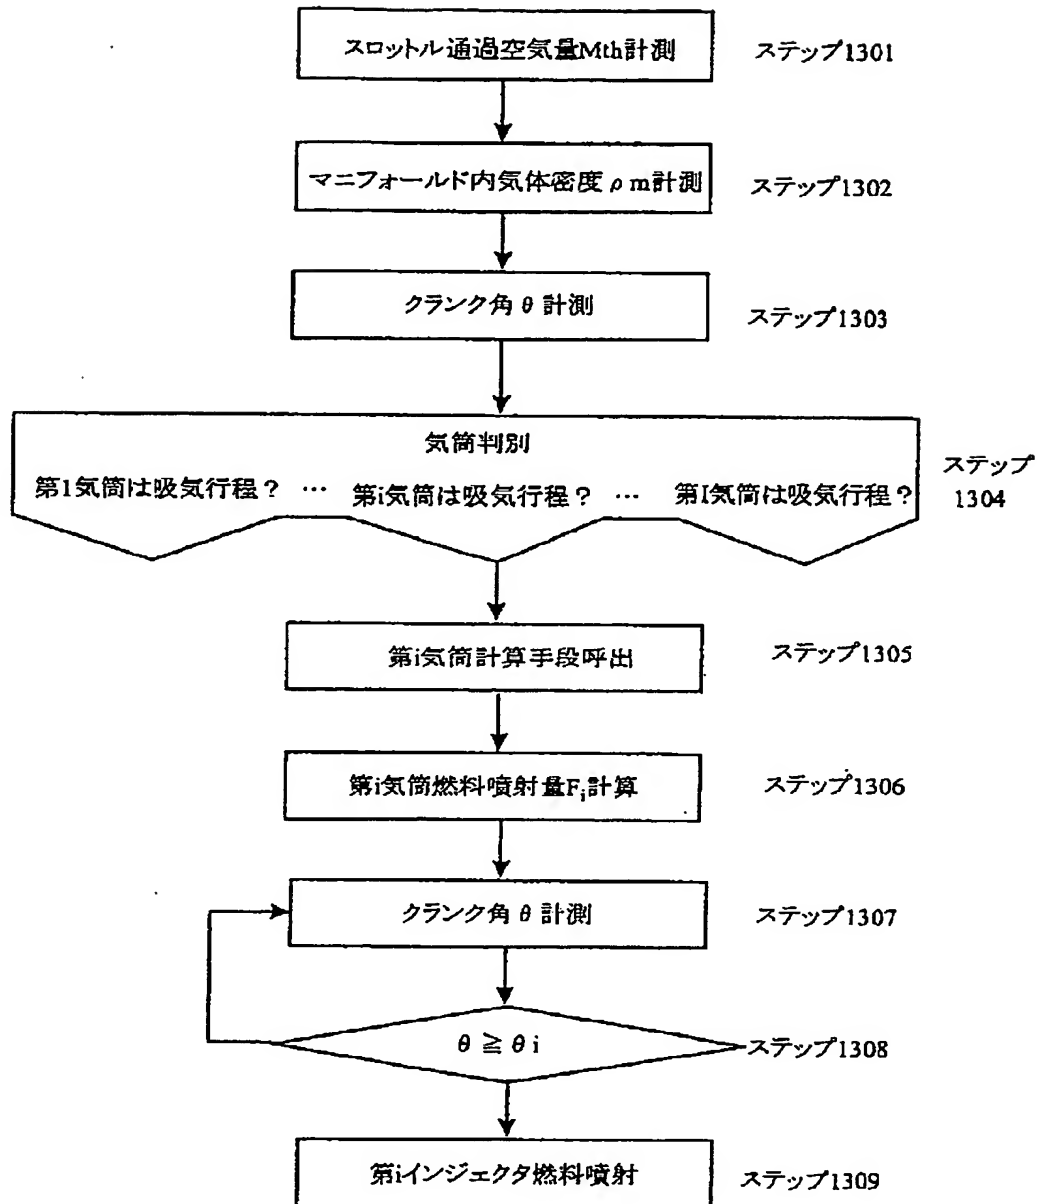 スロットル通過空気量Mth計測
ステップ1301
マニフォールド内気体密度ρm計測
ステップ1302
クランク角θ計測
ステップ1303
気筒判別
第1気筒は吸気行程? … 第i気筒は吸気行程? … 第I気筒は吸気行程?
ステップ
1304
第i気筒計算手段呼出
ステップ1305
第i気筒燃料噴射量Fi計算
ステップ1306
クランク角θ計測
ステップ1307
θ ≧ θi
ステップ1308
第iインジェクタ燃料噴射
ステップ1309